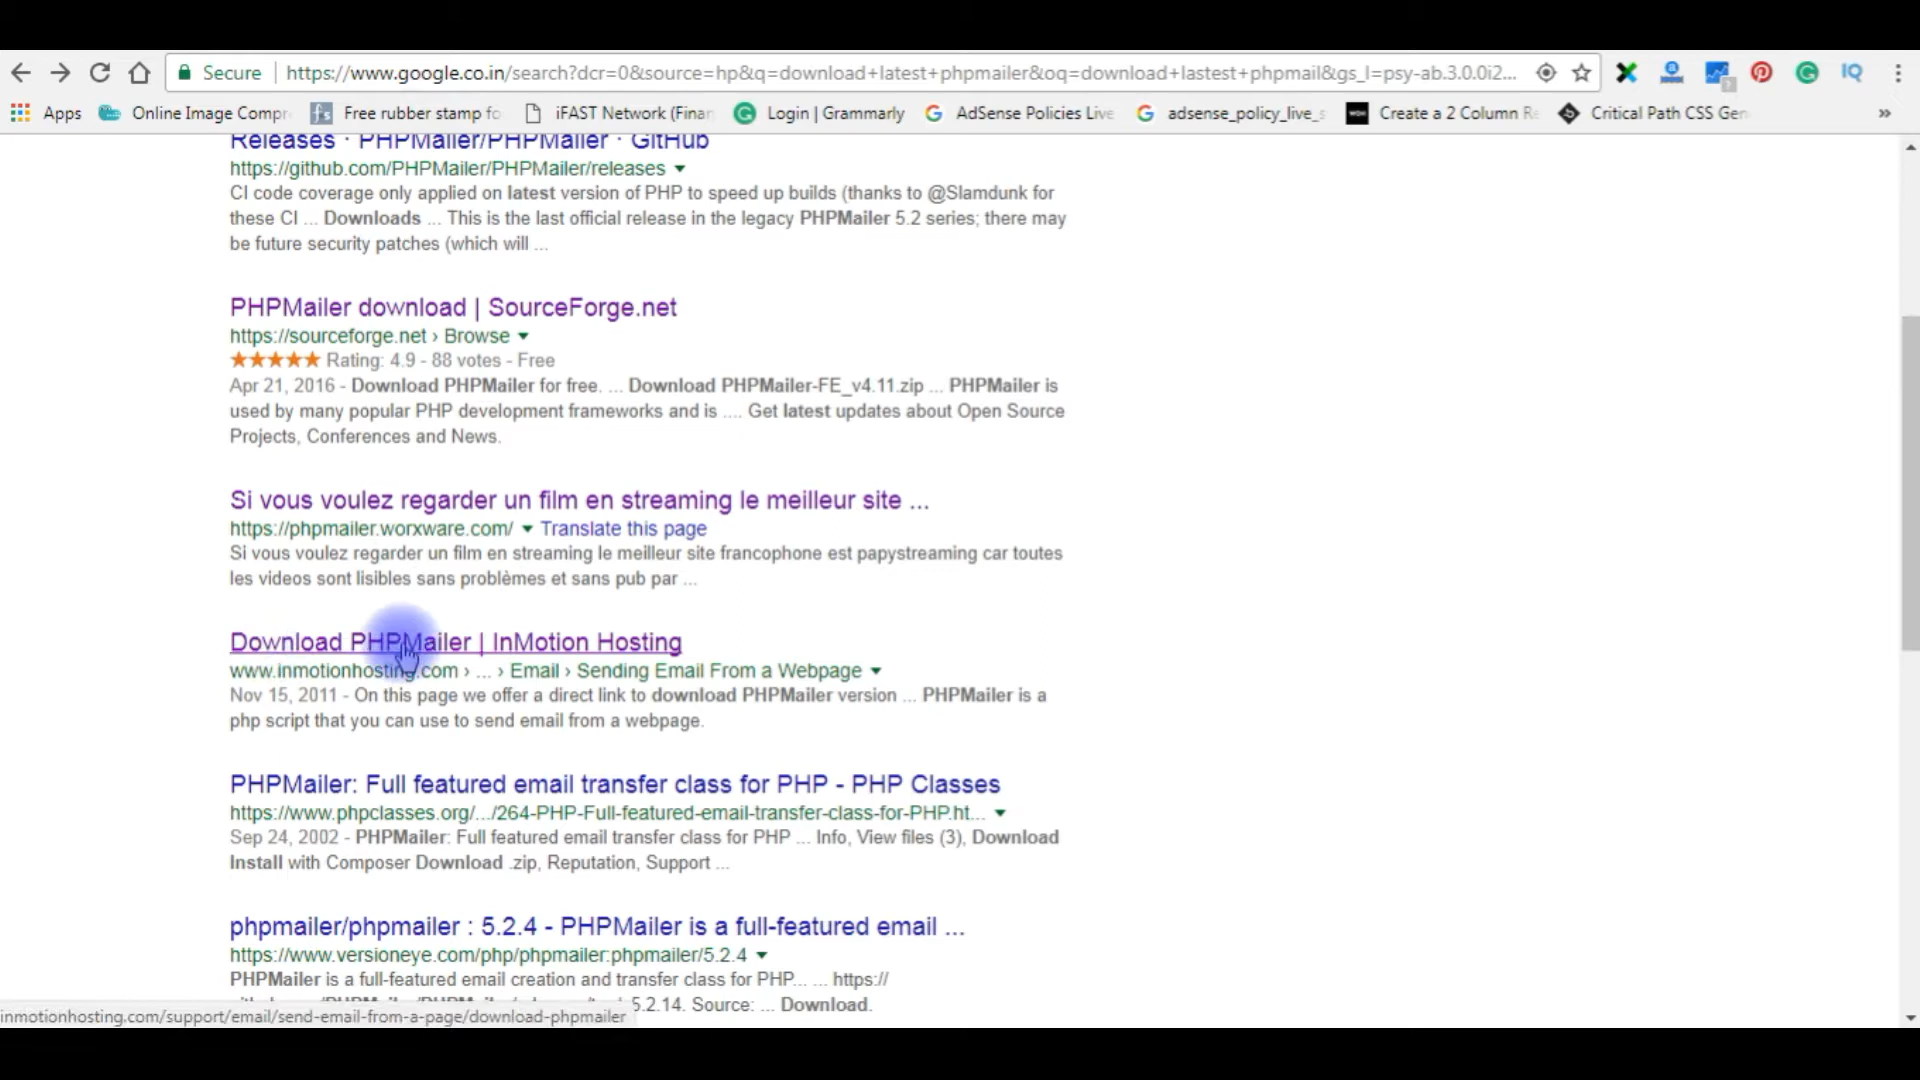 Secure https://www.google.co.in/search?dcr=0&source=hp&q=download+latest+phpmailer&oq=download+lastest+phpmail&gs_l=psy-ab.3.0.0i2...
Apps Online Image Compr Free rubber stamp fo iFAST Network (Finar Login | Grammarly AdSense Policies Live adsense_policy_live_s Create a 2 Column Re Critical Path CSS Gen »
Releases · PHPMailer/PHPMailer · GitHub
https://github.com/PHPMailer/PHPMailer/releases
CI code coverage only applied on latest version of PHP to speed up builds (thanks to @Slamdunk for
these CI ... Downloads ... This is the last official release in the legacy PHPMailer 5.2 series; there may
be future security patches (which will ...
PHPMailer download | SourceForge.net
https://sourceforge.net › Browse
Rating: 4.9 - 88 votes - Free
Apr 21, 2016 - Download PHPMailer for free. ... Download PHPMailer-FE_v4.11.zip ... PHPMailer is
used by many popular PHP development frameworks and is .... Get latest updates about Open Source
Projects, Conferences and News.
Si vous voulez regarder un film en streaming le meilleur site ...
https://phpmailer.worxware.com/ Translate this page
Si vous voulez regarder un film en streaming le meilleur site francophone est papystreaming car toutes
les videos sont lisibles sans problèmes et sans pub par ...
Download PHPMailer | InMotion Hosting
www.inmotionhosting.com › ... › Email › Sending Email From a Webpage
Nov 15, 2011 - On this page we offer a direct link to download PHPMailer version ... PHPMailer is a
php script that you can use to send email from a webpage.
PHPMailer: Full featured email transfer class for PHP - PHP Classes
https://www.phpclasses.org/.../264-PHP-Full-featured-email-transfer-class-for-PHP.ht...
Sep 24, 2002 - PHPMailer: Full featured email transfer class for PHP ... Info, View files (3), Download
Install with Composer Download .zip, Reputation, Support ...
phpmailer/phpmailer : 5.2.4 - PHPMailer is a full-featured email ...
https://www.versioneye.com/php/phpmailer:phpmailer/5.2.4
PHPMailer is a full-featured email creation and transfer class for PHP... ... https://
5.2.14. Source: ... Download.
inmotionhosting.com/support/email/send-email-from-a-page/download-phpmailer